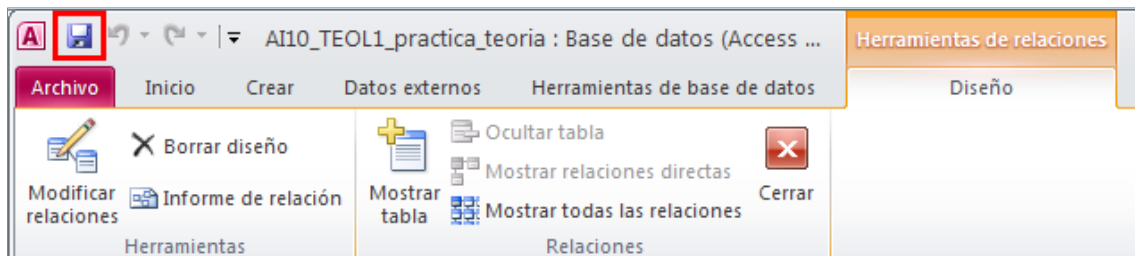 A
AI10_TEOL1_practica_teoria : Base de datos (Access ...
Herramientas de relaciones
Archivo Inicio Crear Datos externos Herramientas de base de datos Diseño
Modificar relaciones
Borrar diseño
Informe de relación
Herramientas
Mostrar tabla
Ocultar tabla
Mostrar relaciones directas
Mostrar todas las relaciones
Cerrar
Relaciones